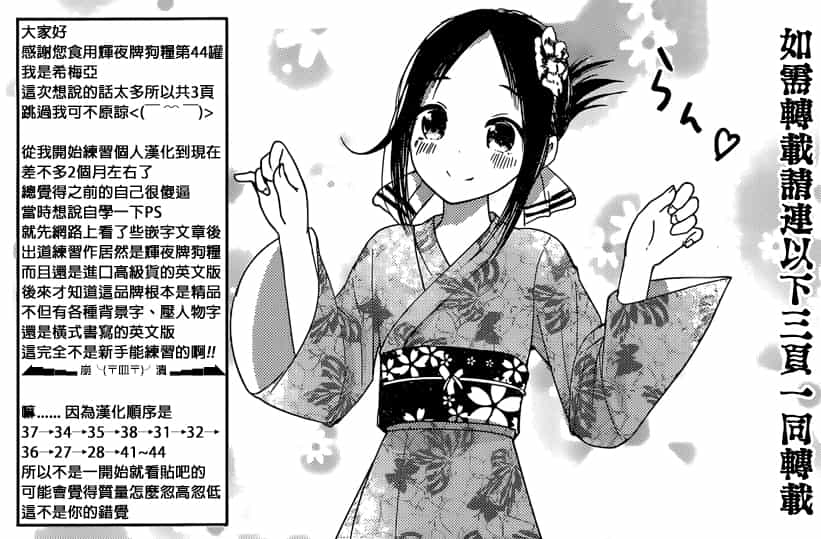 大家好
感謝您食用輝夜牌狗糧第44罐
我是希梅亞
這次想說的話太多所以共3頁
跳過我可不原諒<(￣ ︶ ￣)>
從我開始練習個人漢化到現在
差不多2個月左右了
總覺得之前的自己很傻逼
當時想說自學一下PS
就先網路上看了些嵌字文章後
出道練習作居然是輝夜牌狗糧
而且還是進口高級貨的英文版
後來才知道這品牌根本是精品
不但有各種背景字、壓人物字
還是橫式書寫的英文版
這完全不是新手能練習的啊!!
◢▆▅▄▃ 崩╰(〒皿〒)╯潰 ▃▄▅▆◣
嘛...... 因為漢化順序是
37→34→35→38→31→32→
36→27→28→41~44
所以不是一開始就看貼吧的
可能會覺得質量怎麼忽高忽低
這不是你的錯覺
らん♡
如需轉載請連以下三頁一同轉載